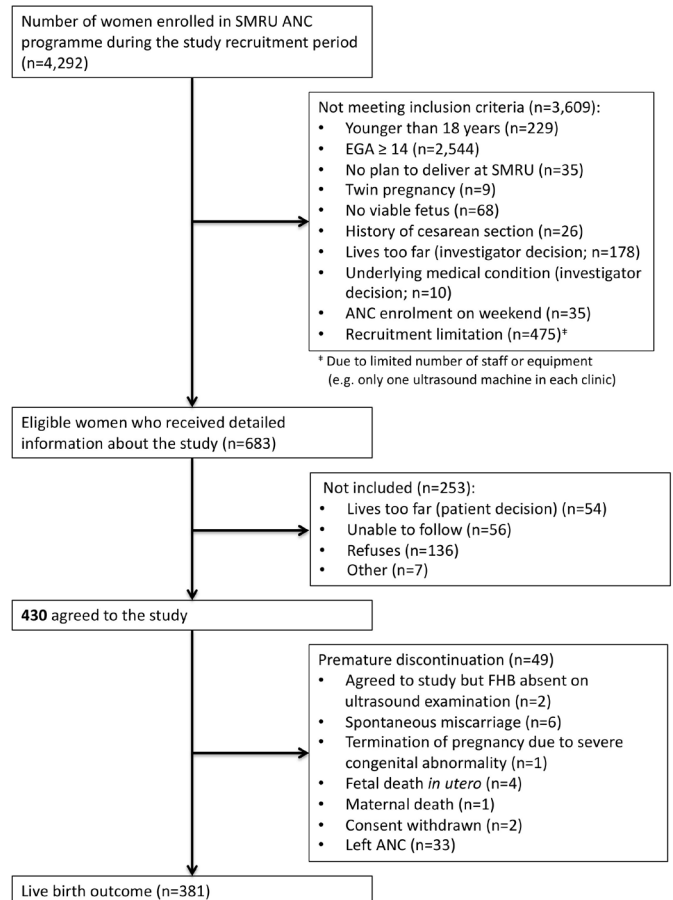 Number of women enrolled in SMRU ANC
programme during the study recruitment period
(n=4,292)
Not meeting inclusion criteria (n=3,609):
• Younger than 18 years (n=229)
• EGA ≥ 14 (n=2,544)
• No plan to deliver at SMRU (n=35)
• Twin pregnancy (n=9)
• No viable fetus (n=68)
• History of cesarean section (n=26)
• Lives too far (investigator decision; n=178)
• Underlying medical condition (investigator
decision; n=10)
• ANC enrolment on weekend (n=35)
• Recruitment limitation (n=475)ǂ
ǂ Due to limited number of staff or equipment
(e.g. only one ultrasound machine in each clinic)
Eligible women who received detailed
information about the study (n=683)
Not included (n=253):
• Lives too far (patient decision) (n=54)
• Unable to follow (n=56)
• Refuses (n=136)
• Other (n=7)
430 agreed to the study
Premature discontinuation (n=49)
• Agreed to study but FHB absent on
ultrasound examination (n=2)
• Spontaneous miscarriage (n=6)
• Termination of pregnancy due to severe
congenital abnormality (n=1)
• Fetal death in utero (n=4)
• Maternal death (n=1)
• Consent withdrawn (n=2)
• Left ANC (n=33)
Live birth outcome (n=381)